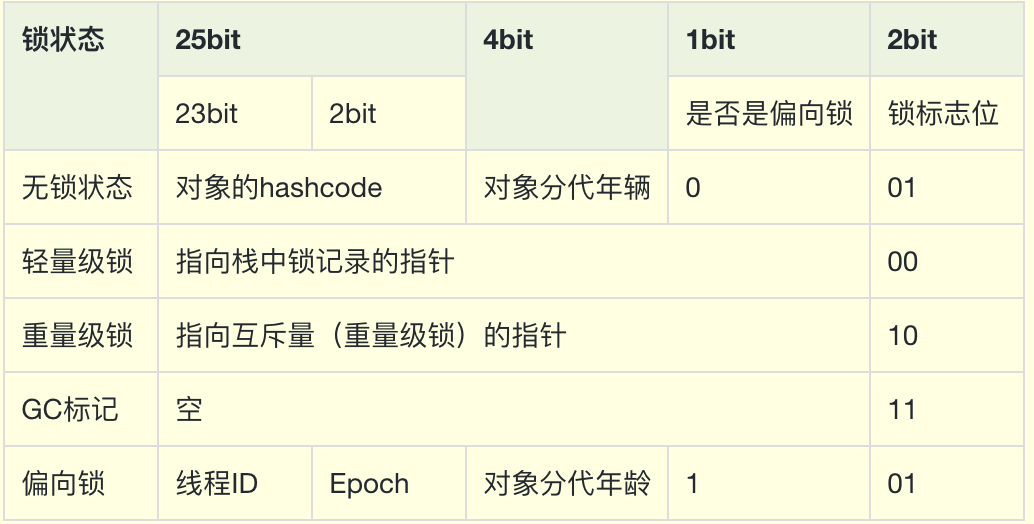 锁状态 25bit 4bit 1bit 2bit
23bit 2bit 是否是偏向锁 锁标志位
无锁状态 对象的hashcode 对象分代年辆 0 01
轻量级锁 指向栈中锁记录的指针 00
重量级锁 指向互斥量（重量级锁）的指针 10
GC标记 空 11
偏向锁 线程ID Epoch 对象分代年龄 1 01